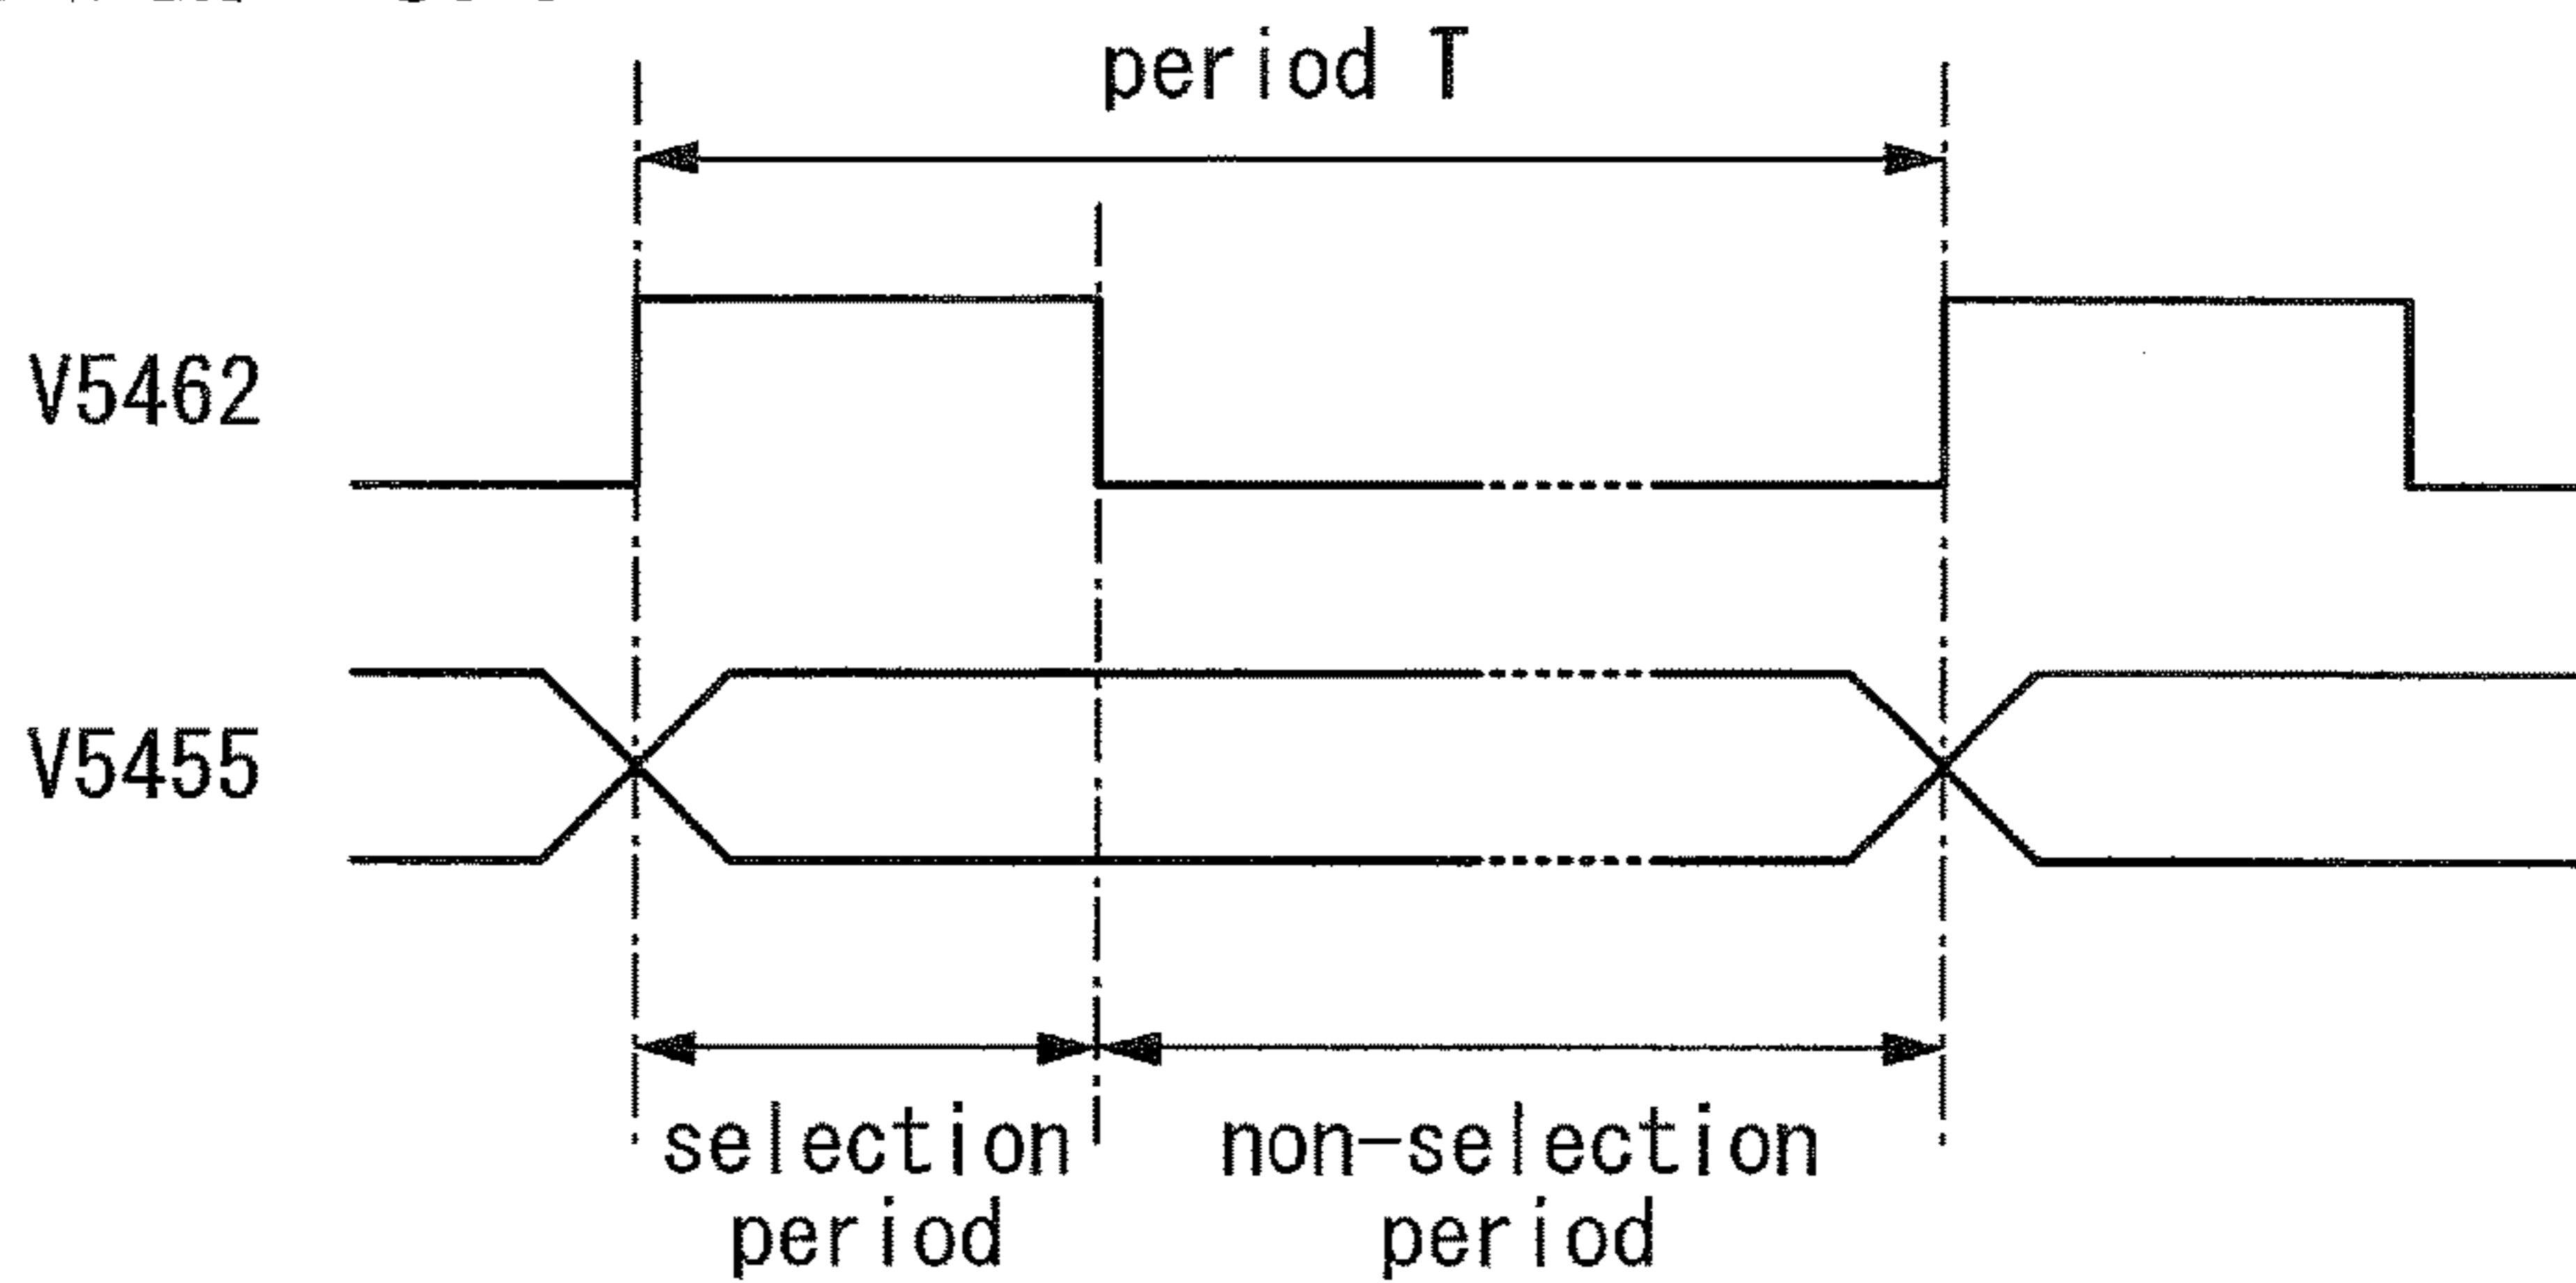 period T
V5462
V5455
selection period
non-selection period